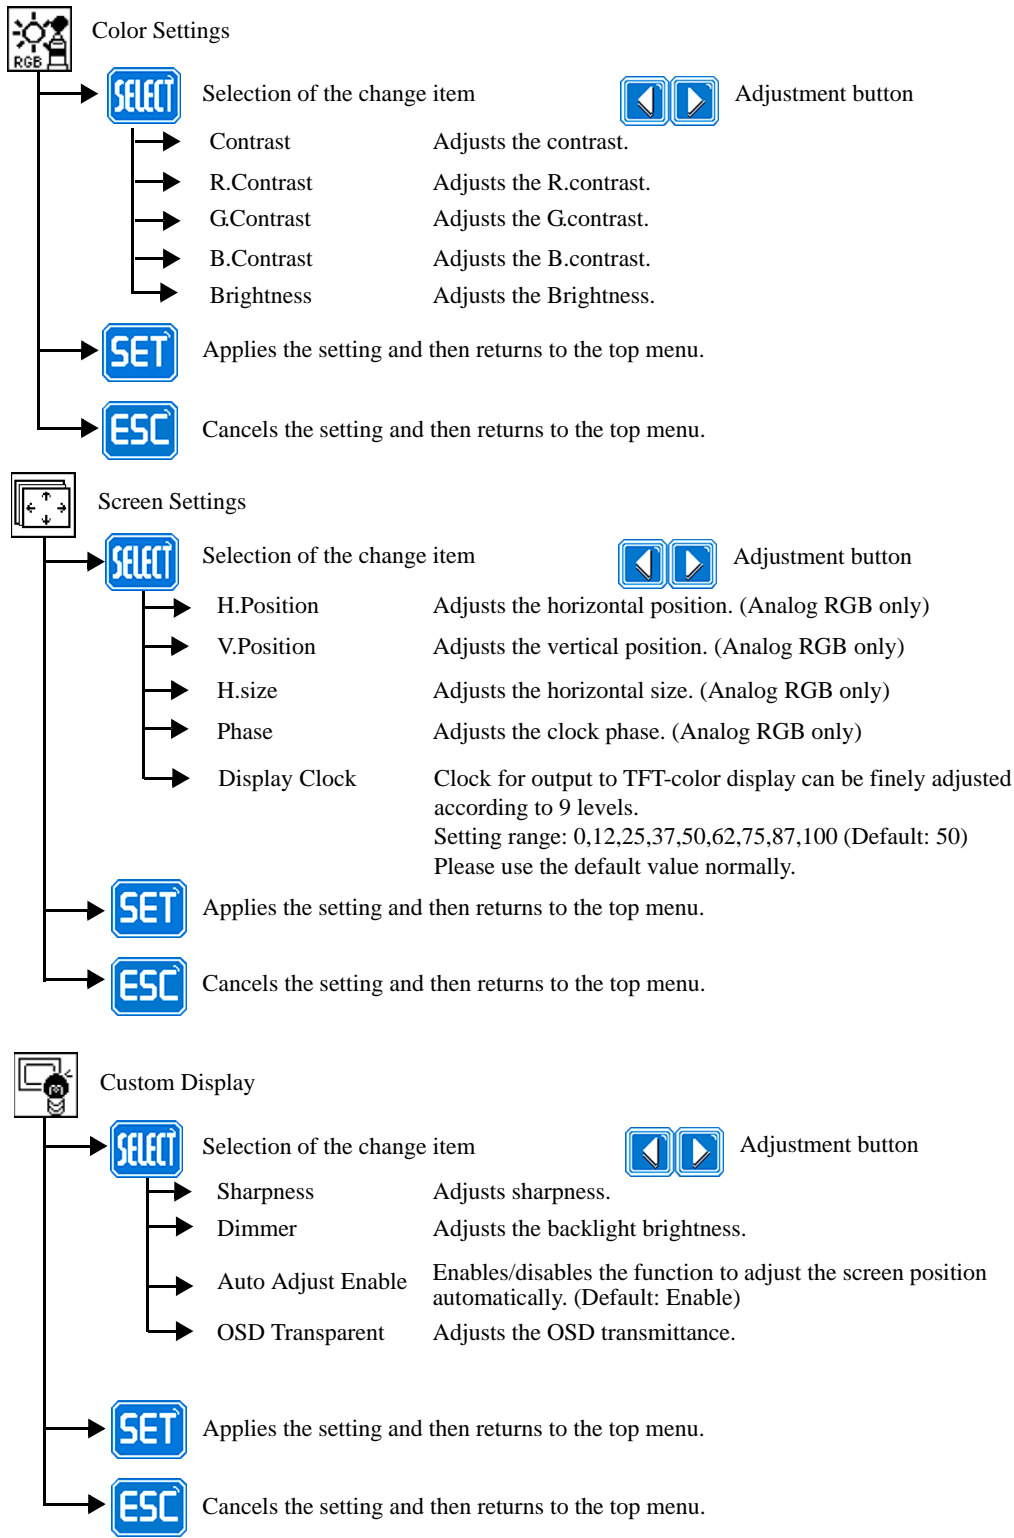 RGB
Color Settings
SELECT Selection of the change item Adjustment button
Contrast Adjusts the contrast.
R.Contrast Adjusts the R.contrast.
G.Contrast Adjusts the G.contrast.
B.Contrast Adjusts the B.contrast.
Brightness Adjusts the Brightness.
SET Applies the setting and then returns to the top menu.
ESC Cancels the setting and then returns to the top menu.
Screen Settings
SELECT Selection of the change item Adjustment button
H.Position Adjusts the horizontal position. (Analog RGB only)
V.Position Adjusts the vertical position. (Analog RGB only)
H.size Adjusts the horizontal size. (Analog RGB only)
Phase Adjusts the clock phase. (Analog RGB only)
Display Clock Clock for output to TFT-color display can be finely adjusted
according to 9 levels.
Setting range: 0,12,25,37,50,62,75,87,100 (Default: 50)
Please use the default value normally.
SET Applies the setting and then returns to the top menu.
ESC Cancels the setting and then returns to the top menu.
Custom Display
SELECT Selection of the change item Adjustment button
Sharpness Adjusts sharpness.
Dimmer Adjusts the backlight brightness.
Auto Adjust Enable Enables/disables the function to adjust the screen position
automatically. (Default: Enable)
OSD Transparent Adjusts the OSD transmittance.
SET Applies the setting and then returns to the top menu.
ESC Cancels the setting and then returns to the top menu.